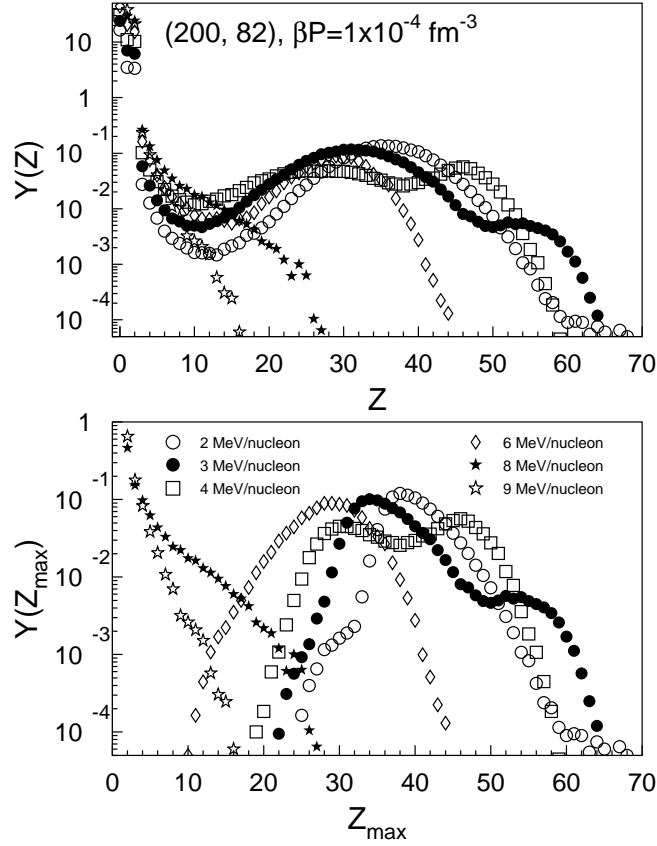 (200, 82), βP=1x10⁻⁴ fm⁻³
Y(Z)
10
1
10⁻¹
10⁻²
10⁻³
10⁻⁴
0 10 20 30 40 50 60 70
Z
Y(Zmax)
1
10⁻¹
10⁻²
10⁻³
10⁻⁴
2 MeV/nucleon
3 MeV/nucleon
4 MeV/nucleon
6 MeV/nucleon
8 MeV/nucleon
9 MeV/nucleon
0 10 20 30 40 50 60 70
Zmax